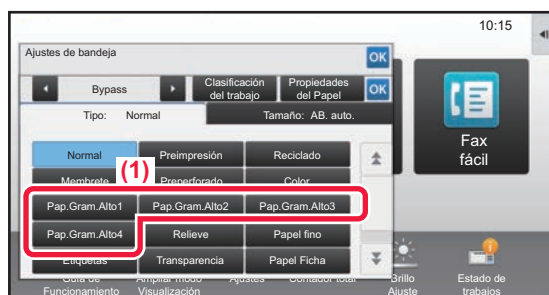 10:15
Ajustes de bandeja
OK
Bypass
Clasificación
del trabajo
Propiedades
del Papel
OK
Tipo: Normal
Tamaño: AB. auto.
Normal
Preimpresión
Reciclado
(1)
Membrete
Preperforado
Color
Pap.Gram.Alto1
Pap.Gram.Alto2
Pap.Gram.Alto3
Pap.Gram.Alto4
Relieve
Papel fino
Etiquetas
Transparencia
Papel Ficha
Fax
fácil
Guía de
Funcionamiento
Ampliar modo
Visualización
Ajustes
Contador total
Brillo
Ajuste
Estado de
trabajos